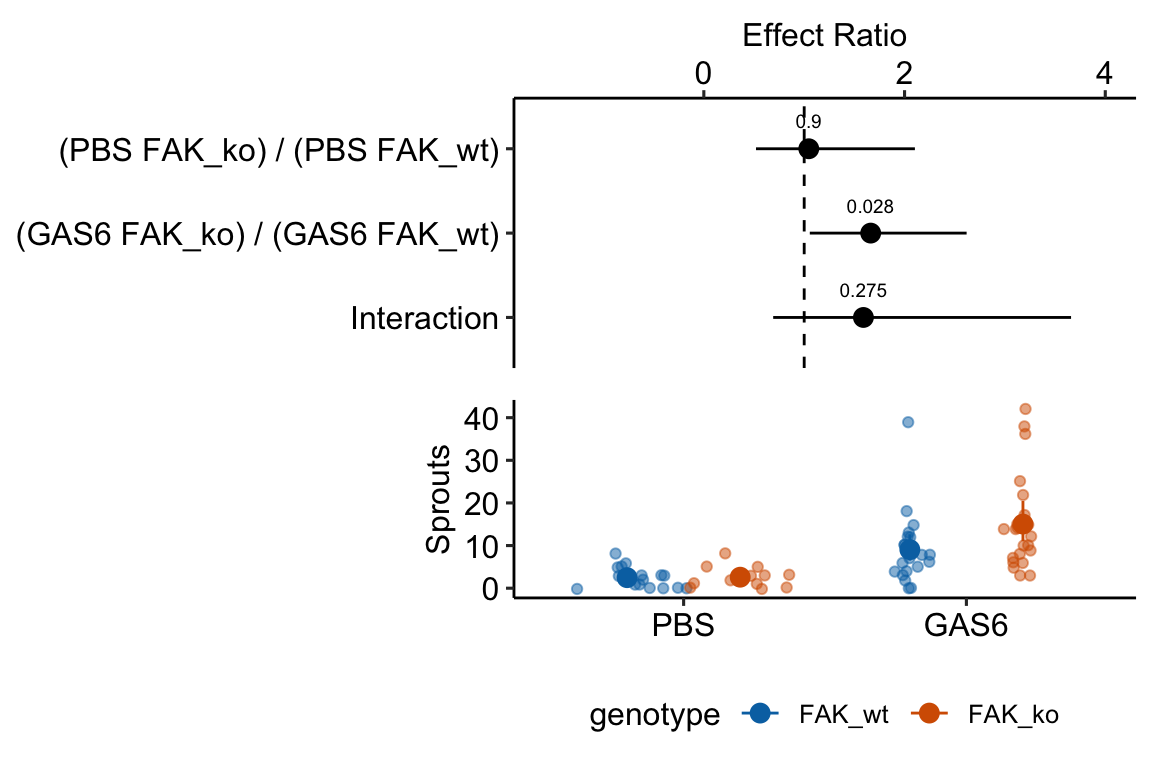 Effect Ratio
0 2 4
(PBS FAK_ko) / (PBS FAK_wt)
0.9
(GAS6 FAK_ko) / (GAS6 FAK_wt)
0.028
Interaction
0.275
Sprouts
40
30
20
10
0
PBS GAS6
genotype FAK_wt FAK_ko